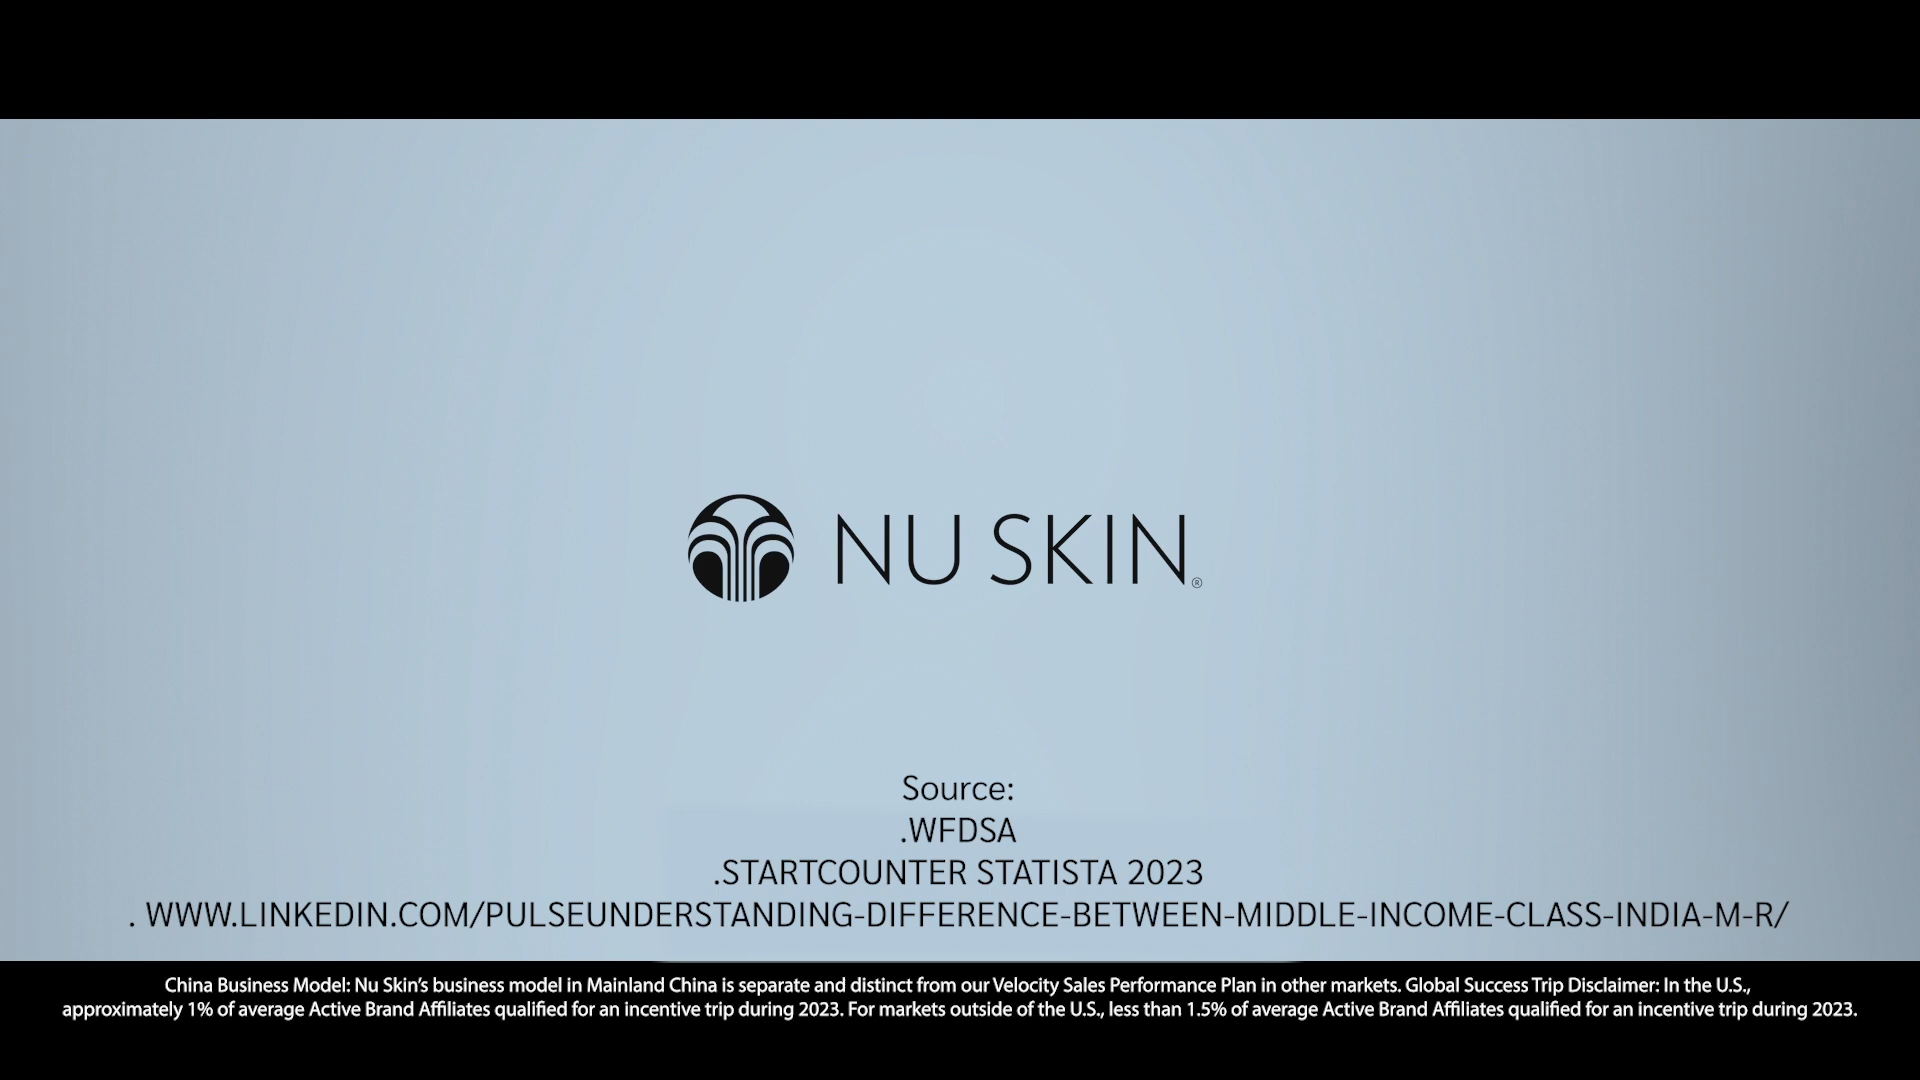 NU SKIN®
Source:
.WFDSA
.STARTCOUNTER STATISTA 2023
. WWW.LINKEDIN.COM/PULSEUNDERSTANDING-DIFFERENCE-BETWEEN-MIDDLE-INCOME-CLASS-INDIA-M-R/
China Business Model: Nu Skin’s business model in Mainland China is separate and distinct from our Velocity Sales Performance Plan in other markets. Global Success Trip Disclaimer: In the U.S.,
approximately 1% of average Active Brand Affiliates qualified for an incentive trip during 2023. For markets outside of the U.S., less than 1.5% of average Active Brand Affiliates qualified for an incentive trip during 2023.